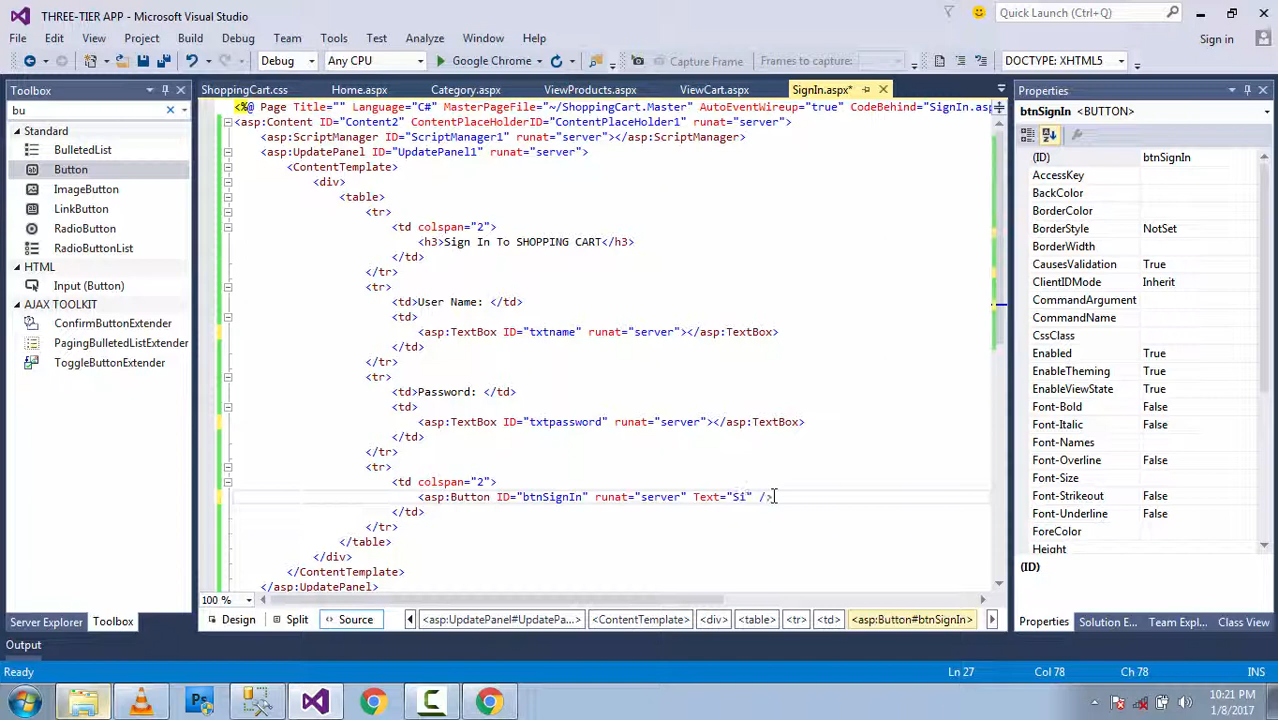 THREE-TIER APP - Microsoft Visual Studio
Quick Launch (Ctrl+Q)
File Edit View Project Build Debug Team Tools Test Analyze Window Help
Sign in
Debug Any CPU Google Chrome Capture Frame Frames to capture: DOCTYPE: XHTML5
Toolbox
bu
Standard
BulletedList
Button
ImageButton
LinkButton
RadioButton
RadioButtonList
HTML
Input (Button)
AJAX TOOLKIT
ConfirmButtonExtender
PagingBulletedListExtender
ToggleButtonExtender
Server Explorer Toolbox
ShoppingCart.css Home.aspx Category.aspx ViewProducts.aspx ViewCart.aspx SignIn.aspx*
<%@ Page Title="" Language="C#" MasterPageFile="~/ShoppingCart.Master" AutoEventWireup="true" CodeBehind="SignIn.asp
<asp:Content ID="Content2" ContentPlaceHolderID="ContentPlaceHolder1" runat="server">
<asp:ScriptManager ID="ScriptManager1" runat="server"></asp:ScriptManager>
<asp:UpdatePanel ID="UpdatePanel1" runat="server">
<ContentTemplate>
<div>
<table>
<tr>
<td colspan="2">
<h3>Sign In To SHOPPING CART</h3>
</td>
</tr>
<tr>
<td>User Name: </td>
<td>
<asp:TextBox ID="txtname" runat="server"></asp:TextBox>
</td>
</tr>
<tr>
<td>Password: </td>
<td>
<asp:TextBox ID="txtpassword" runat="server"></asp:TextBox>
</td>
</tr>
<tr>
<td colspan="2">
<asp:Button ID="btnSignIn" runat="server" Text="Si" />
</td>
</tr>
</table>
</div>
</ContentTemplate>
</asp:UpdatePanel>
100 %
Design Split Source <asp:UpdatePanel#UpdatePa...> <ContentTemplate> <div> <table> <tr> <td> <asp:Button#btnSignIn>
Properties
btnSignIn <BUTTON>
(ID) btnSignIn
AccessKey
BackColor
BorderColor
BorderStyle NotSet
BorderWidth
CausesValidation True
ClientIDMode Inherit
CommandArgument
CommandName
CssClass
Enabled True
EnableTheming True
EnableViewState True
Font-Bold False
Font-Italic False
Font-Names
Font-Overline False
Font-Size
Font-Strikeout False
Font-Underline False
ForeColor
Height
(ID)
Properties Solution E... Team Expl... Class View
Output
Ready Ln 27 Col 78 Ch 78 INS
Ps
10:21 PM
1/8/2017